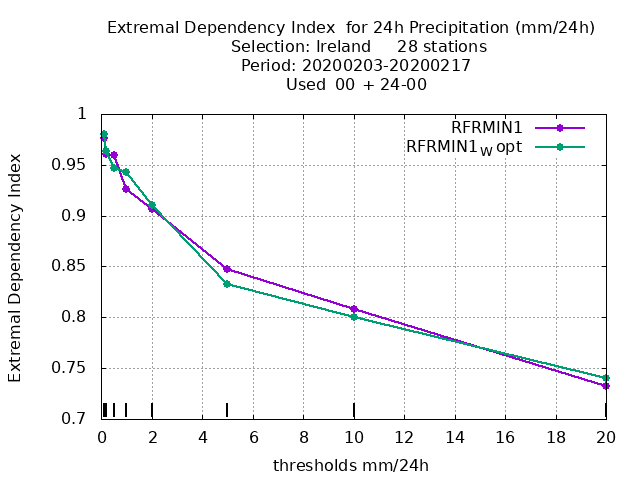 Extremal Dependency Index for 24h Precipitation (mm/24h)
Selection: Ireland 28 stations
Period: 20200203-20200217
Used 00 + 24-00
RFRMIN1
RFRMIN1W opt
Extremal Dependency Index
1
0.95
0.9
0.85
0.8
0.75
0.7
0 2 4 6 8 10 12 14 16 18 20
thresholds mm/24h